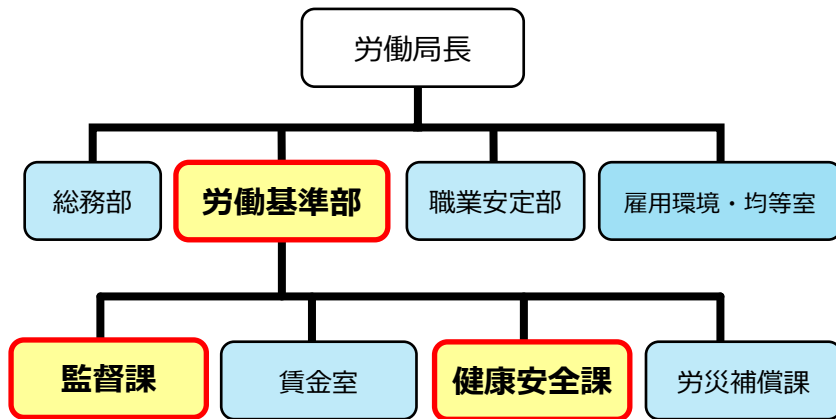 労働局長
総務部
労働基準部
職業安定部
雇用環境・均等室
監督課
賃金室
健康安全課
労災補償課